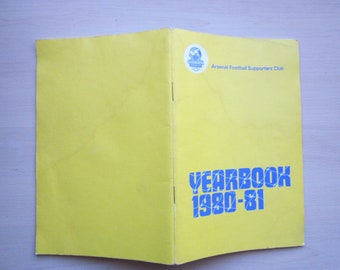 Arsenal Football Supporters' Club
YEARBOOK
1980-81